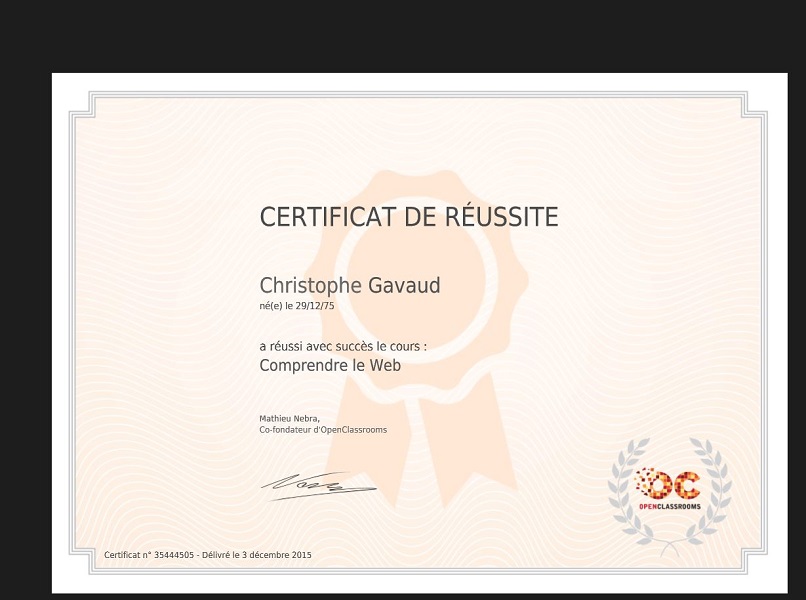 CERTIFICAT DE RÉUSSITE
Christophe Gavaud
né(e) le 29/12/75
a réussi avec succès le cours :
Comprendre le Web
Mathieu Nebra,
Co-fondateur d'OpenClassrooms
OC
OPENCLASSROOMS
Certificat n° 35444505 - Délivré le 3 décembre 2015